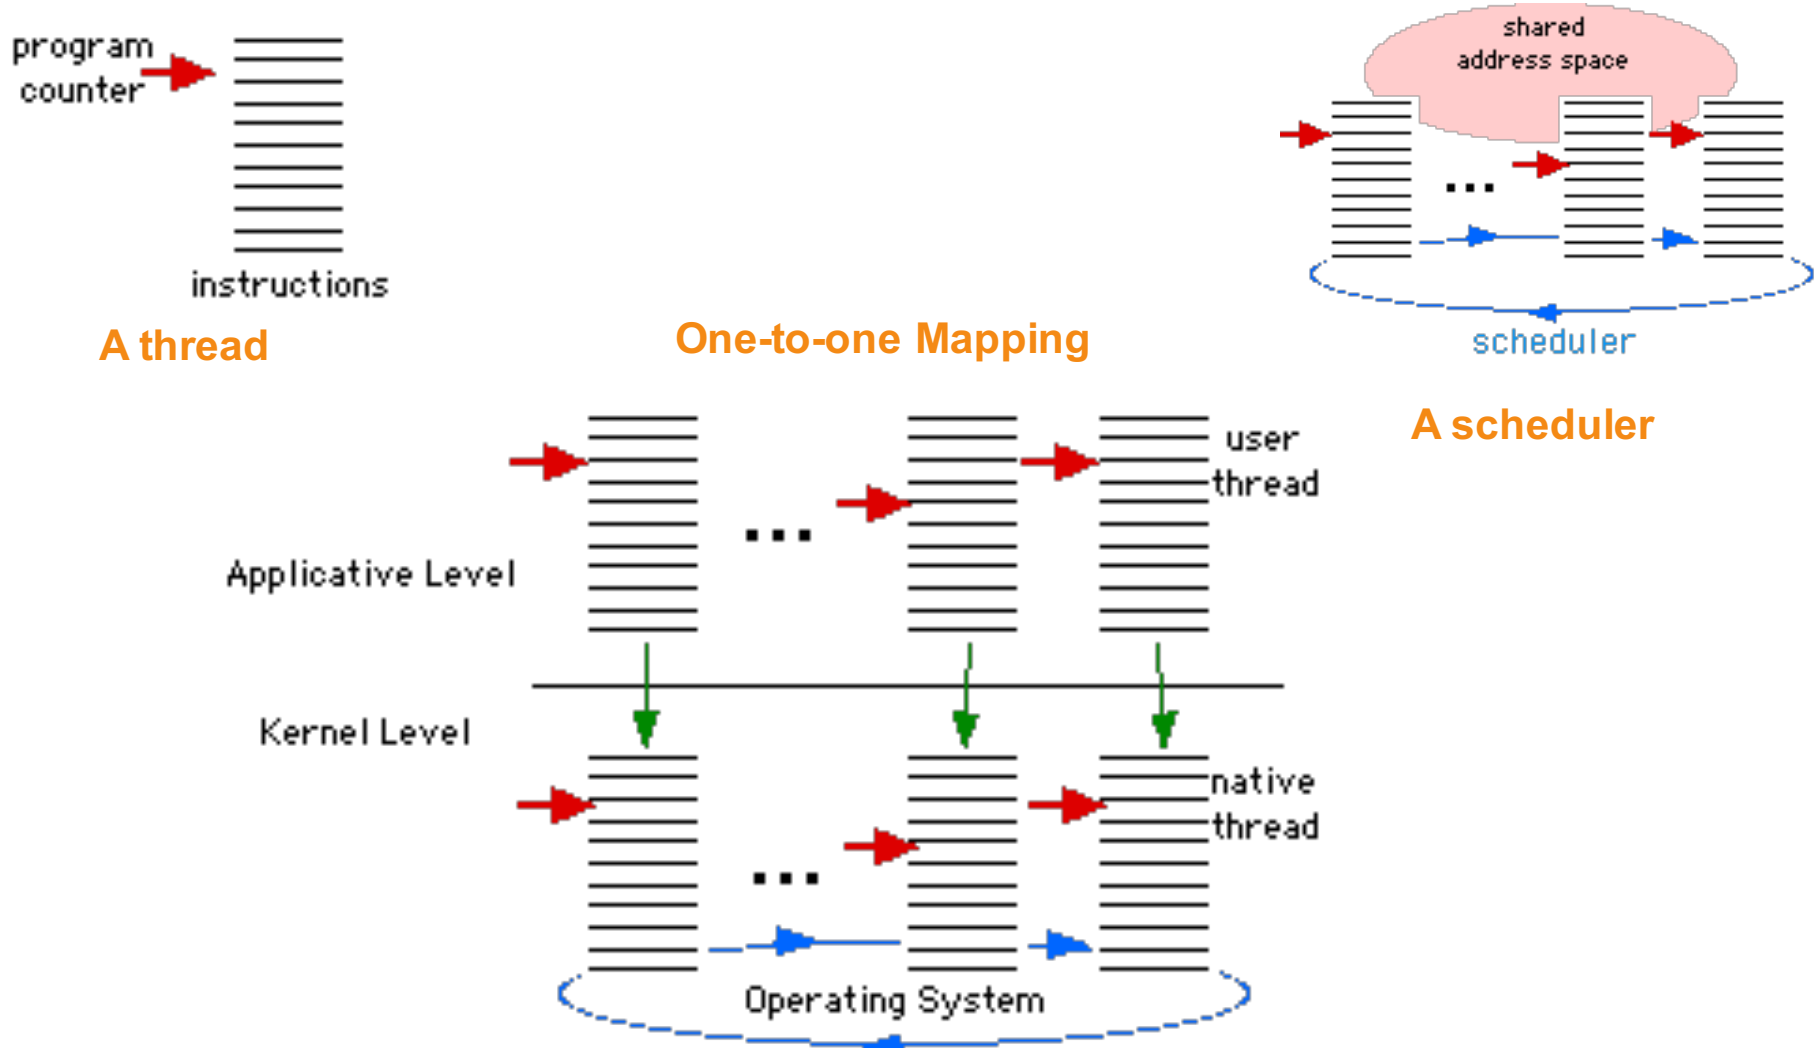 program
counter
instructions
A thread
shared
address space
...
scheduler
A scheduler
One-to-one Mapping
user
thread
...
Applicative Level
Kernel Level
native
thread
...
Operating System